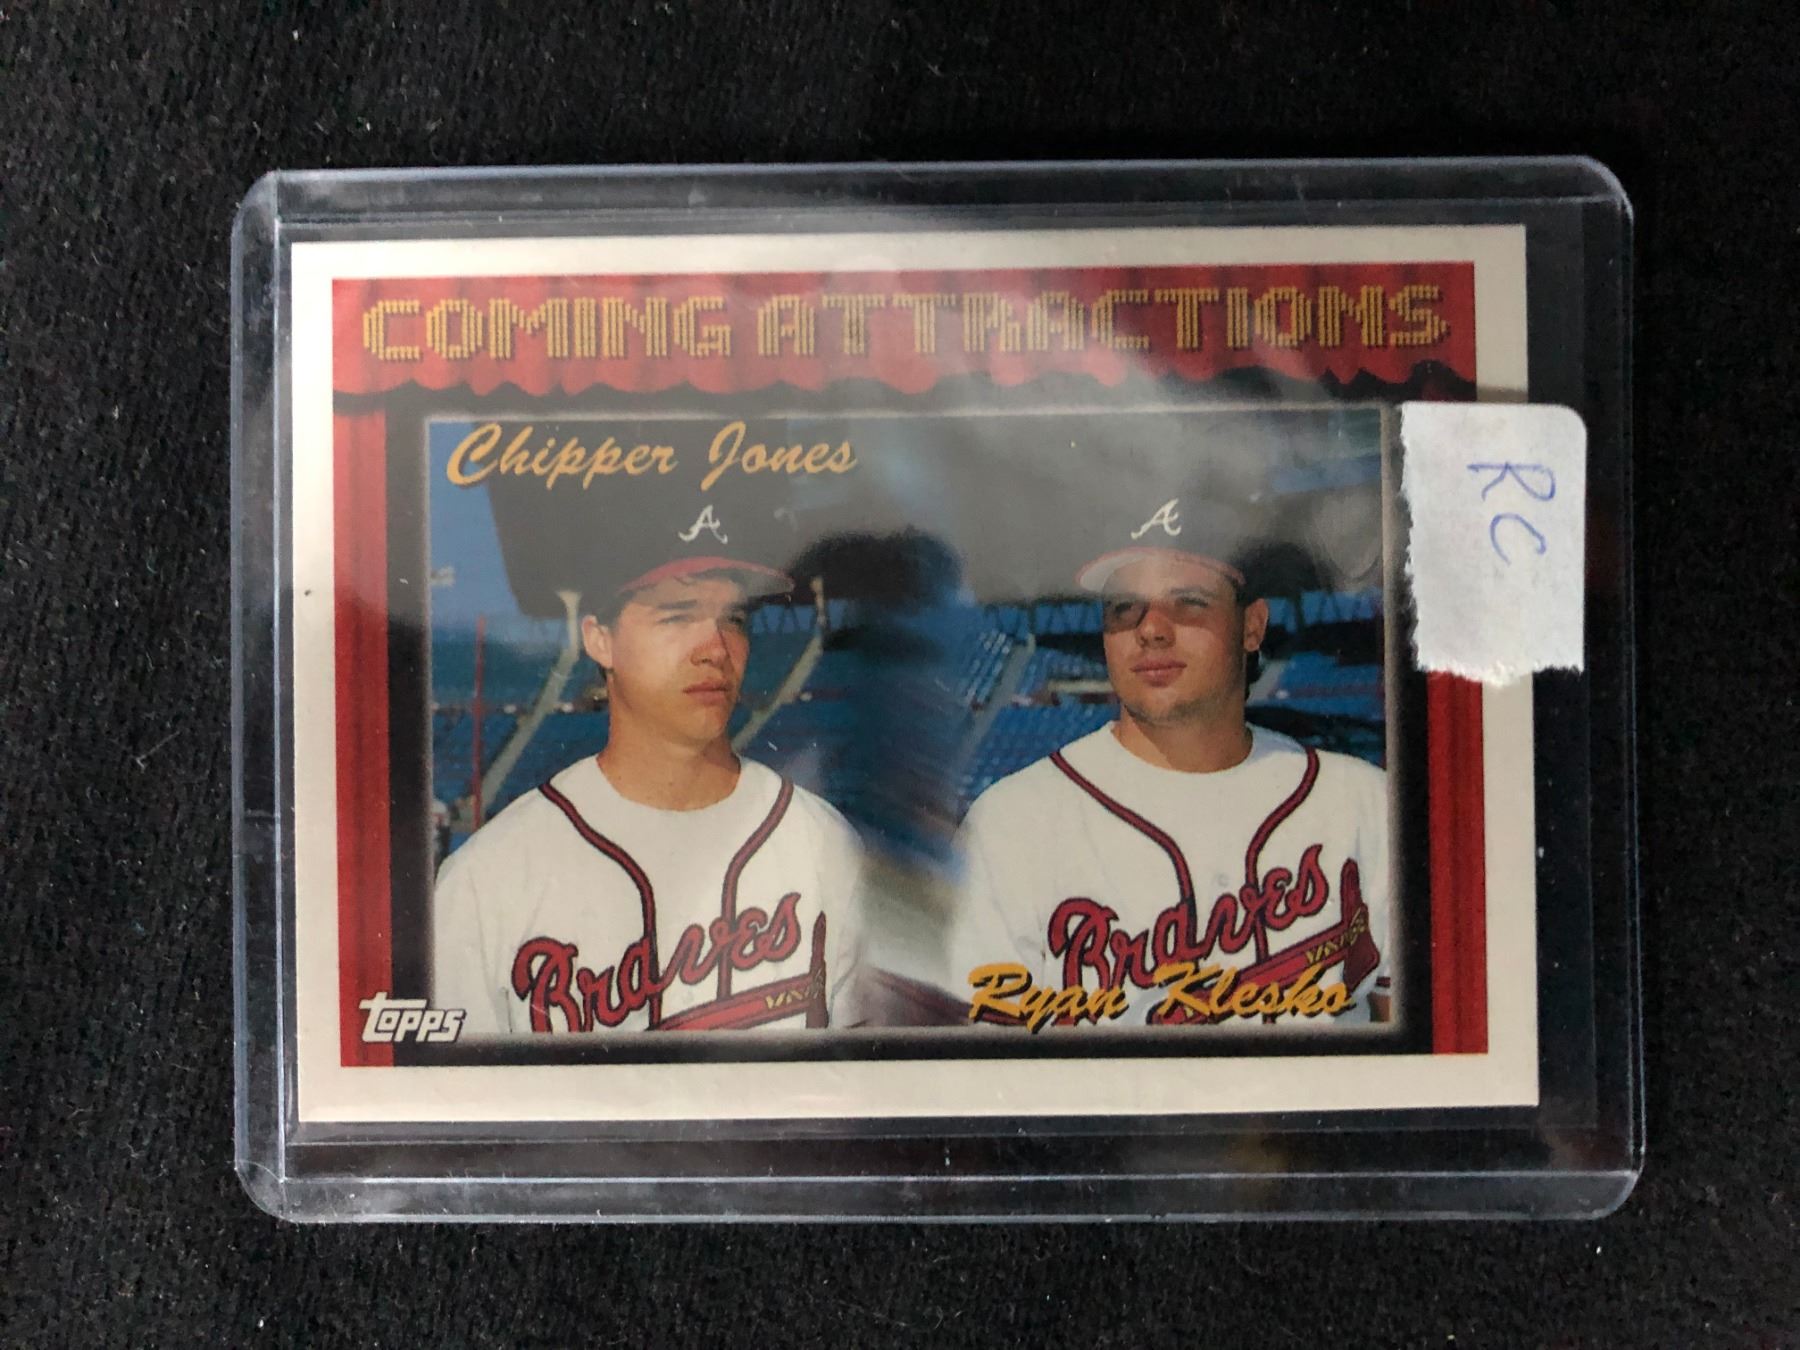 COMING ATTRACTIONS
Chipper Jones
RC
A
A
Braves
Braves
Ryan Klesko
topps